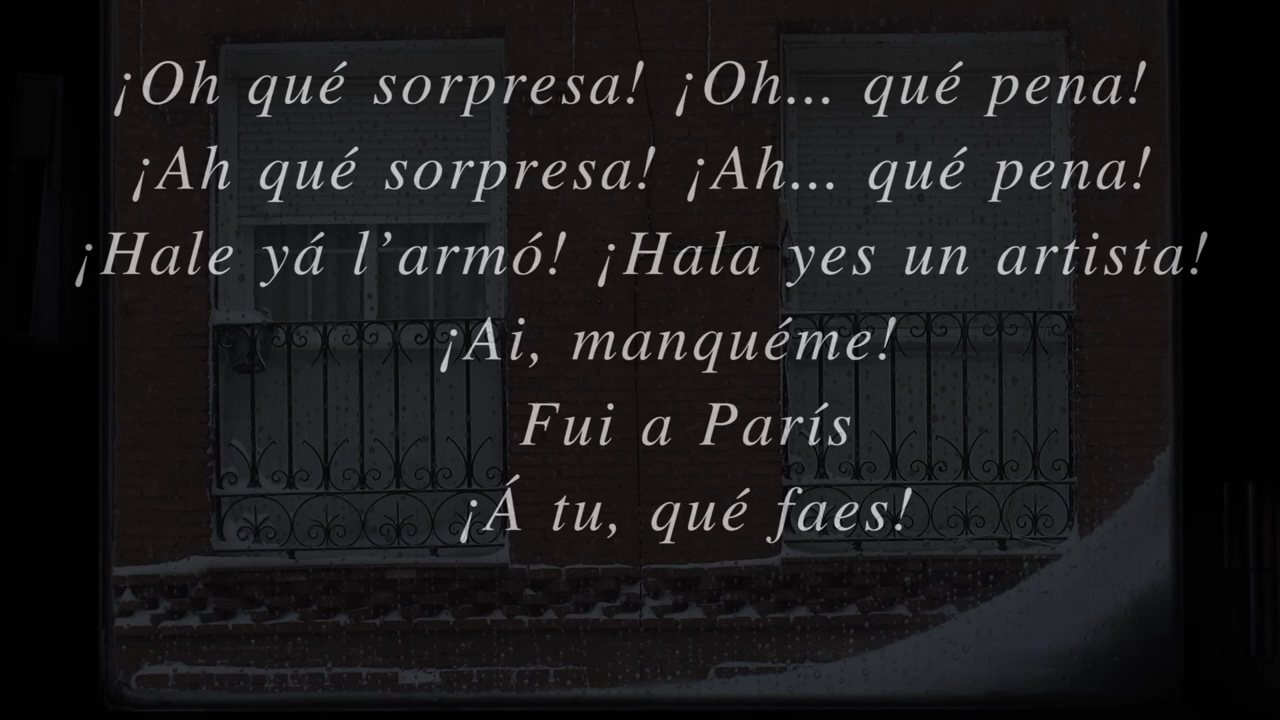 ¡Oh qué sorpresa! ¡Oh... qué pena!
¡Ah qué sorpresa! ¡Ah... qué pena!
¡Hale yá l’armó! ¡Hala yes un artista!
¡Ai, manquéme!
Fui a París
¡Á tu, qué faes!